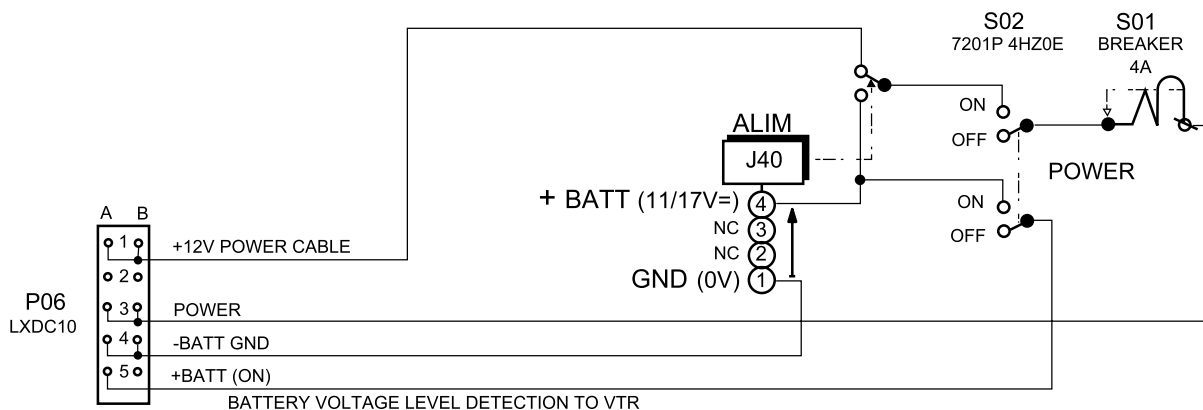 S02
7201P 4HZ0E
S01
BREAKER
4A
ON
OFF
POWER
ALIM
J40
+ BATT (11/17V=)
4
NC
3
NC
2
GND (0V)
1
ON
OFF
A B
1
+12V POWER CABLE
2
P06
LXDC10
3
POWER
4
-BATT GND
5
+BATT (ON)
BATTERY VOLTAGE LEVEL DETECTION TO VTR